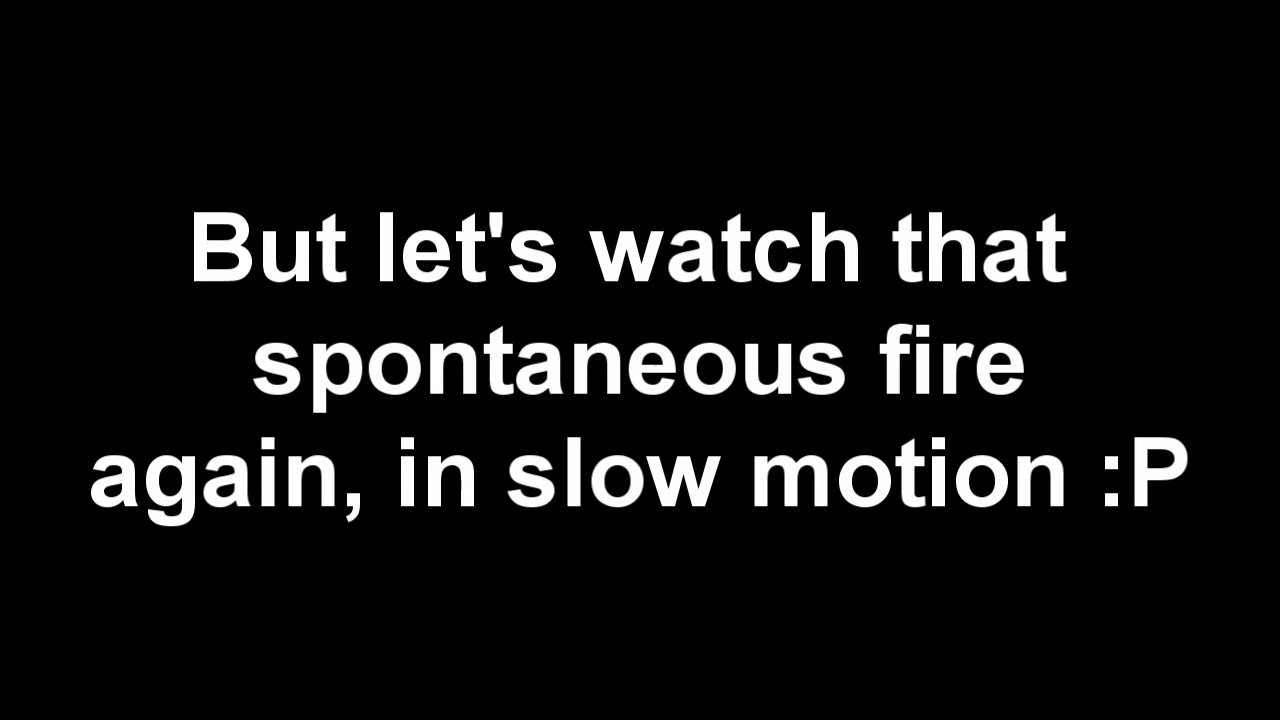 But let's watch that
spontaneous fire
again, in slow motion :P